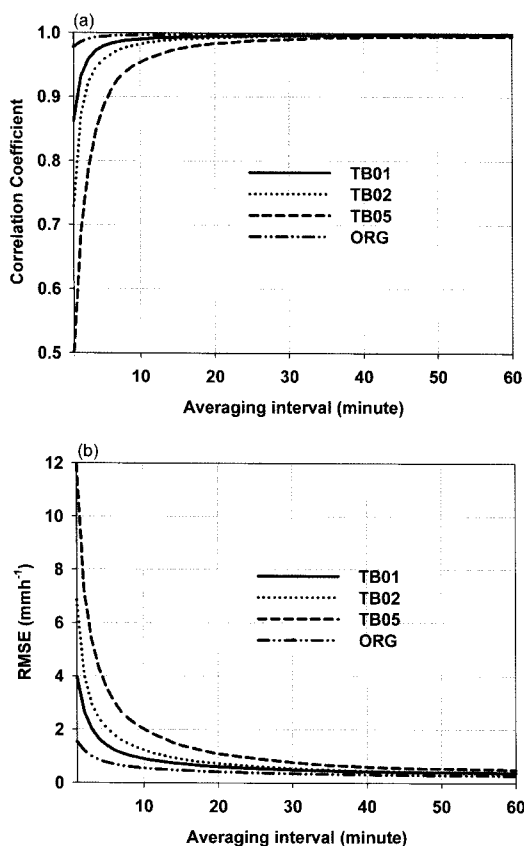 (a)
1.0
0.9
0.8
0.7
0.6
0.5
Correlation Coefficient
TB01
TB02
TB05
ORG
10 20 30 40 50 60
Averaging interval (minute)
(b)
12
10
8
6
4
2
0
RMSE (mmh⁻¹)
TB01
TB02
TB05
ORG
10 20 30 40 50 60
Averaging interval (minute)